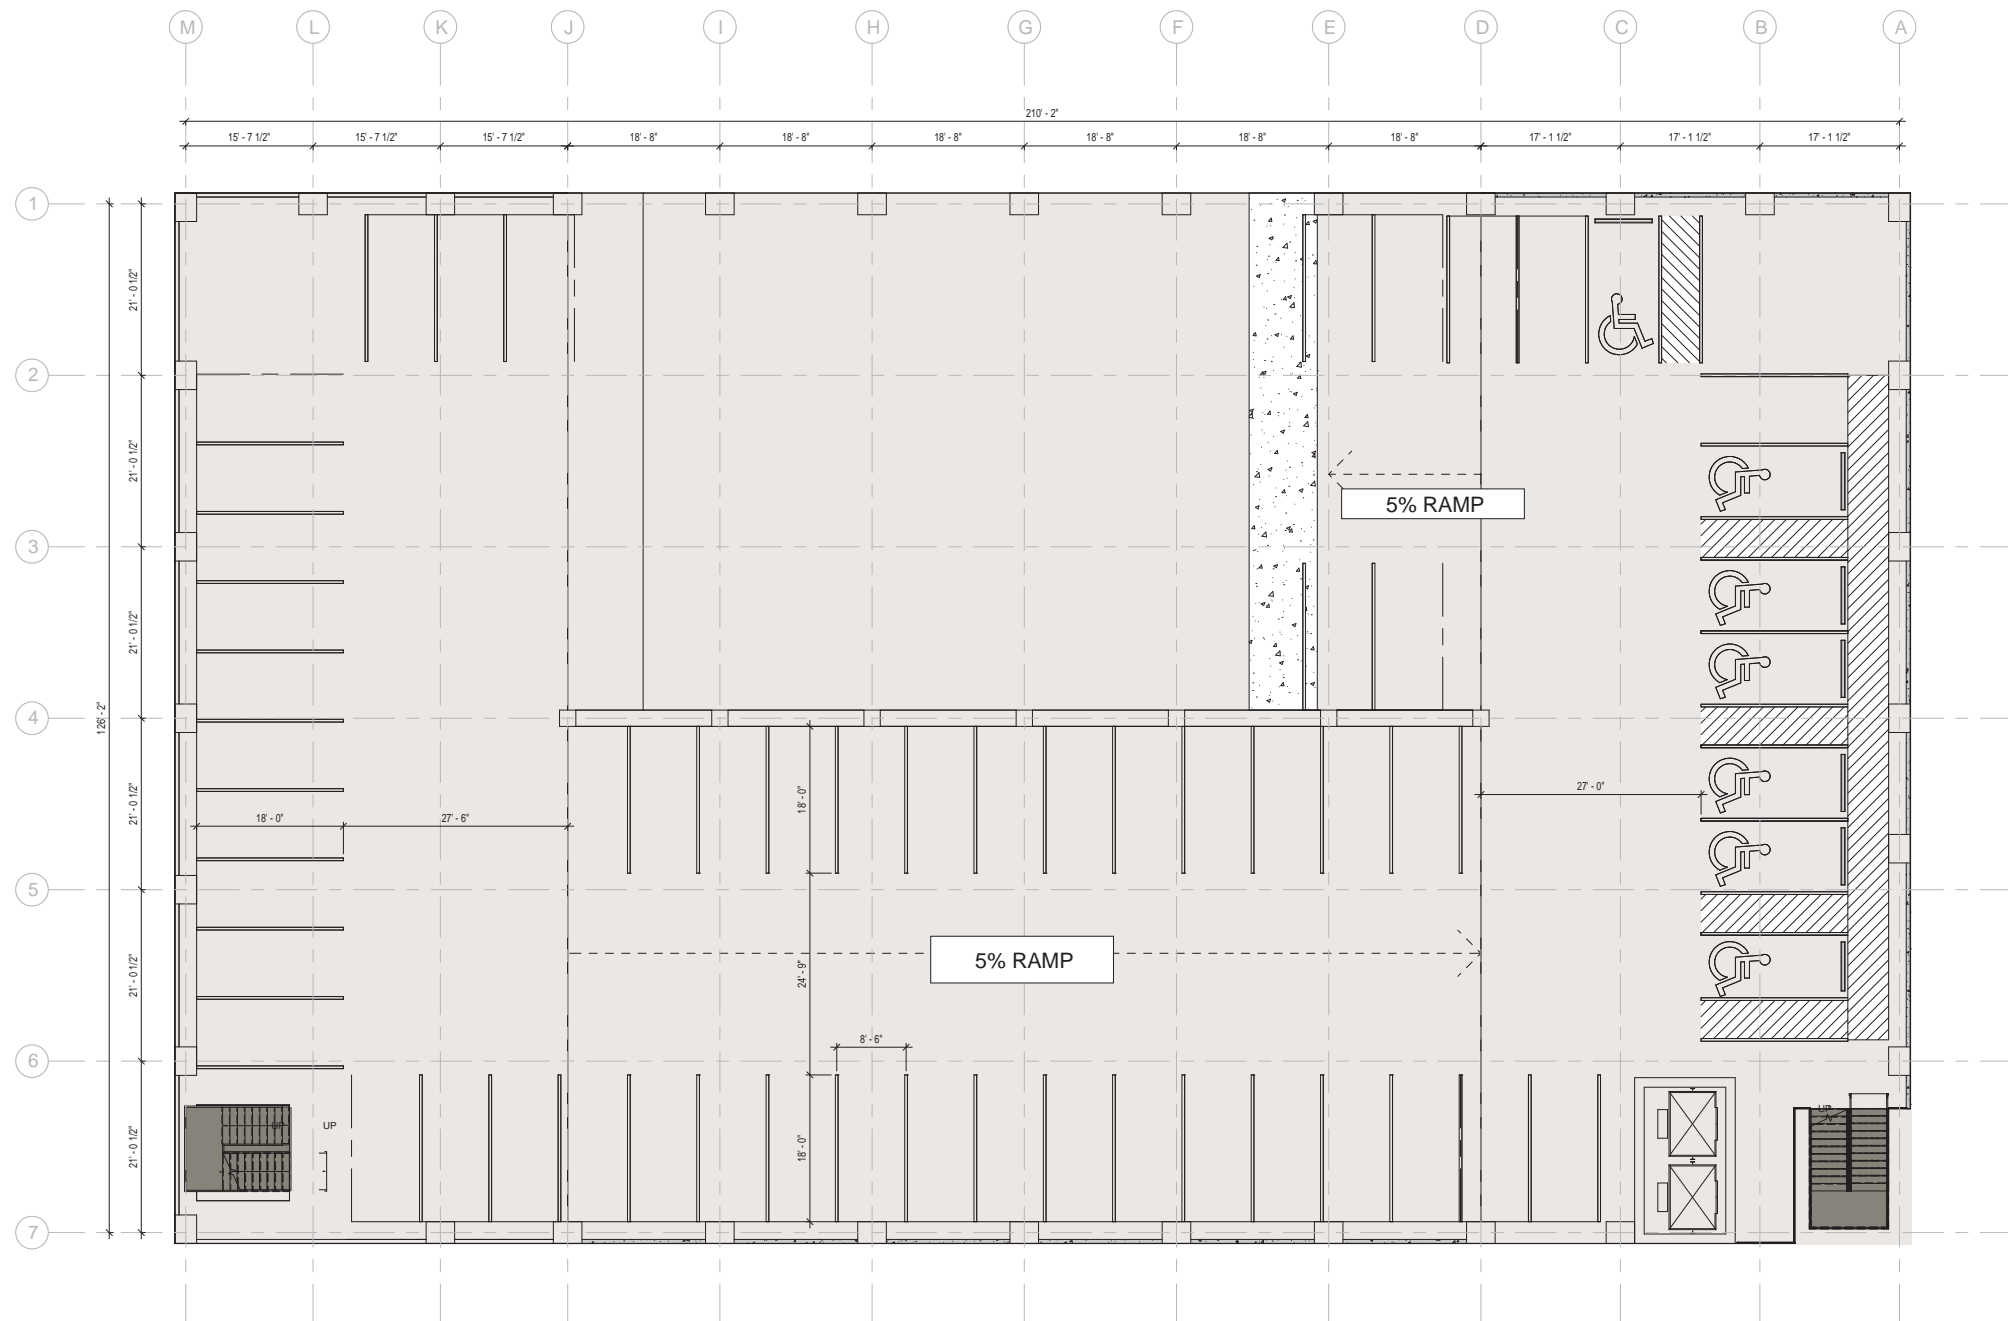 M L K J I H G F E D C B A
210' - 2"
15' - 7 1/2" 15' - 7 1/2" 15' - 7 1/2" 18' - 8" 18' - 8" 18' - 8" 18' - 8" 18' - 8" 18' - 8" 17' - 1 1/2" 17' - 1 1/2" 17' - 1 1/2"
1
21' - 0 1/2"
2
21' - 0 1/2"
5% RAMP
3
21' - 0 1/2"
126' - 2"
4
21' - 0 1/2"
18' - 0"
27' - 0"
18' - 0"
27' - 6"
5
21' - 0 1/2"
24' - 9"
5% RAMP
8' - 6"
6
21' - 0 1/2"
18' - 0"
UP
UP
UP
7